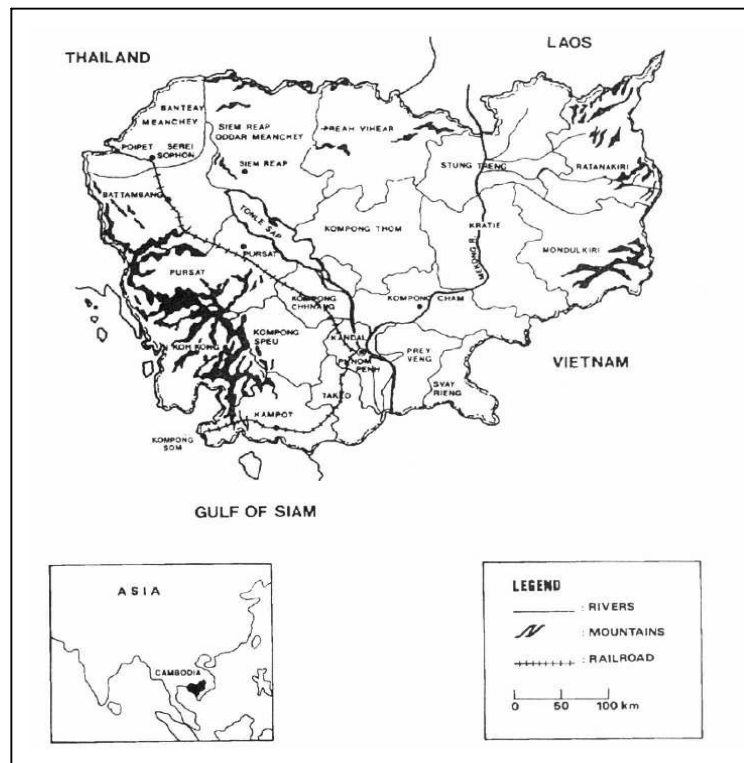 THAILAND
LAOS
BANTEAY
MEANCHEY
SIEM REAP
ODDAR MEANCHEY
PREAH VIHEAR
POIPET
SEREI
SOPHON
SIEM REAP
STUNG TRENG
RATANAKIRI
BATTAMBANG
TONLE SAP
KOMPONG THOM
KRATIE
MEKONG R.
MONDULKIRI
PURSAT
PURSAT
KOMPONG
CHHNANG
KOMPONG CHAM
KOMPONG
SPEU
KANDAL
PHNOM
PENH
PREY
VENG
KOH KONG
VIETNAM
SVAY
RIENG
TAKEO
KAMPOT
KOMPONG
SOM
GULF OF SIAM
ASIA
CAMBODIA
LEGEND
: RIVERS
: MOUNTAINS
: RAILROAD
0 50 100 km